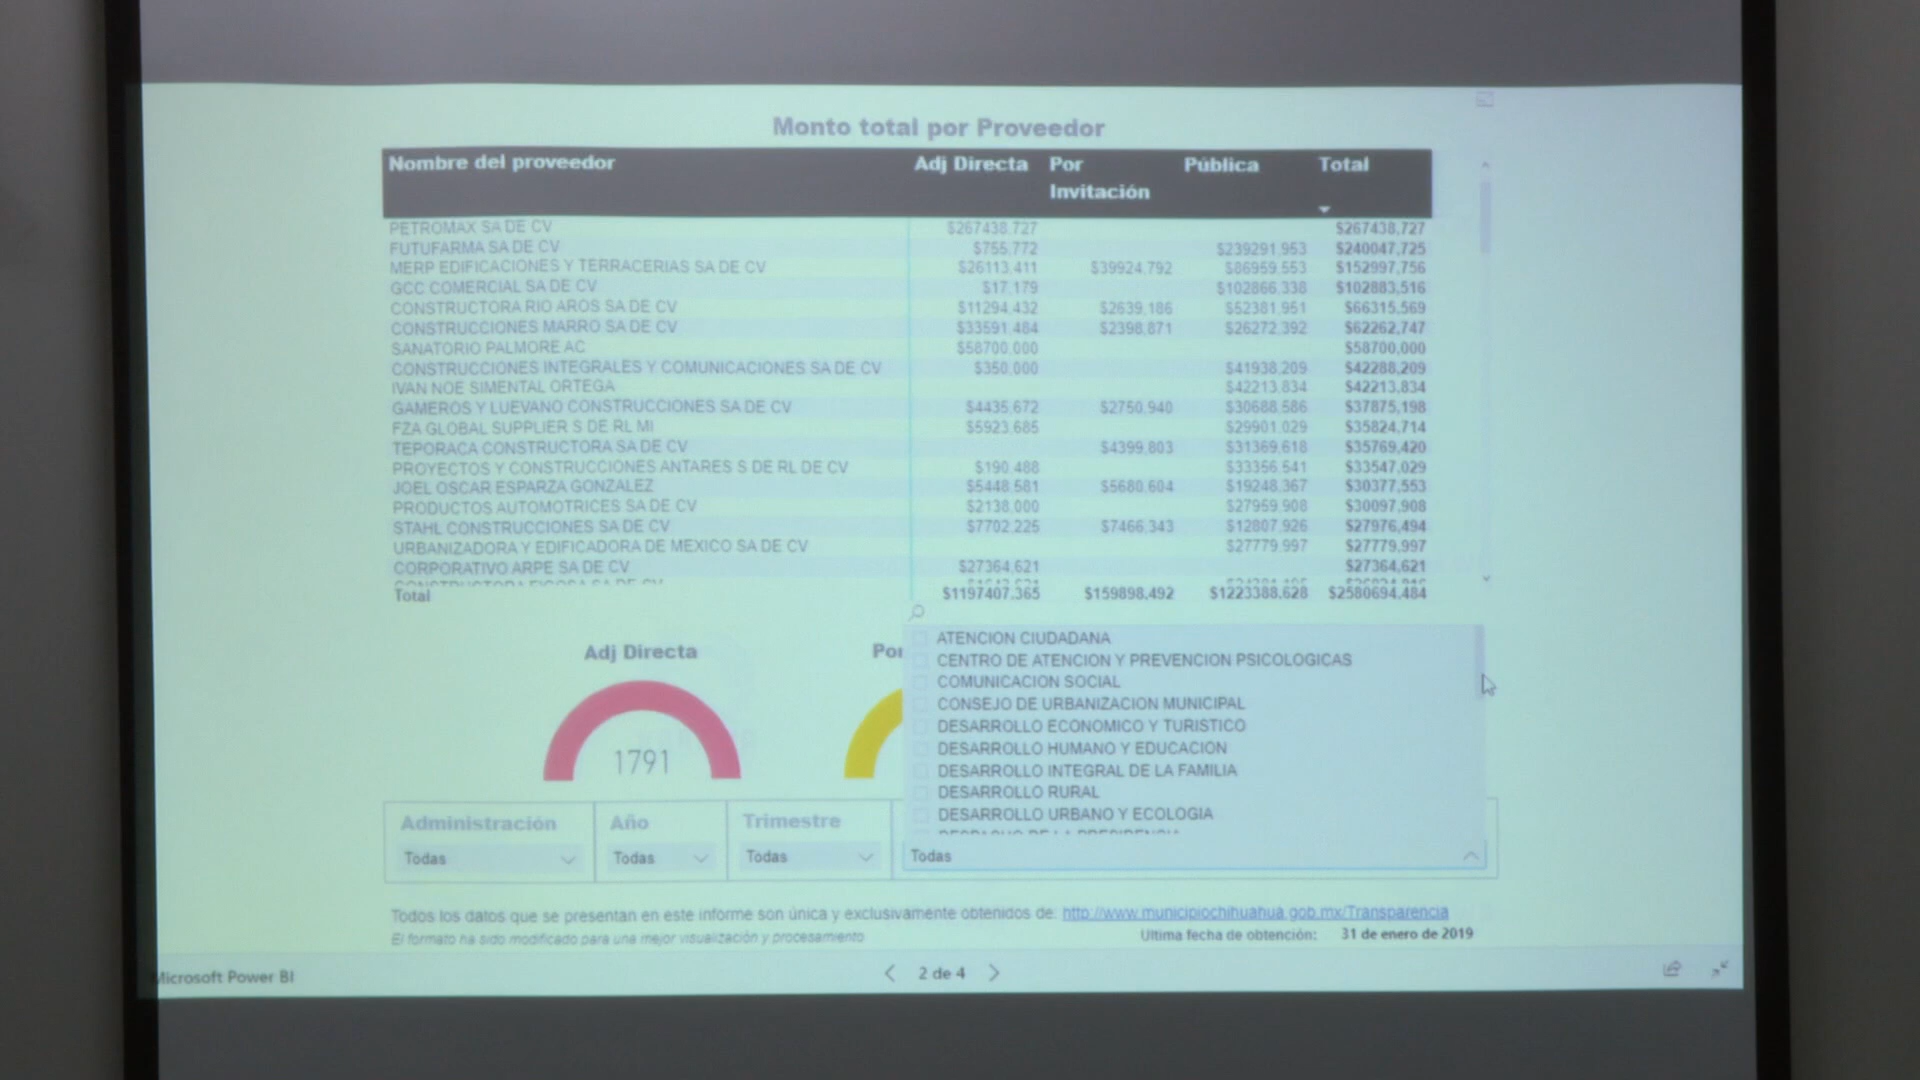 Monto total por Proveedor
Nombre del proveedor Adj Directa Por Invitación Pública Total
PETROMAX SA DE CV $267438,727 $267438,727
FUTUFARMA SA DE CV $755,772 $239291,953 $240047,725
MERP EDIFICACIONES Y TERRACERIAS SA DE CV $26113,411 $39924,792 $86959,553 $152997,756
GCC COMERCIAL SA DE CV $17,179 $102866,338 $102883,516
CONSTRUCTORA RIO AROS SA DE CV $11294,432 $2639,186 $52381,951 $66315,569
CONSTRUCCIONES MARRO SA DE CV $33591,484 $2398,871 $26272,392 $62262,747
SANATORIO PALMORE AC $58700,000 $58700,000
CONSTRUCCIONES INTEGRALES Y COMUNICACIONES SA DE CV $350,000 $41938,209 $42288,209
IVAN NOE SIMENTAL ORTEGA $42213,834 $42213,834
GAMEROS Y LUEVANO CONSTRUCCIONES SA DE CV $4435,672 $2750,940 $30688,586 $37875,198
FZA GLOBAL SUPPLIER S DE RL MI $5923,685 $29901,029 $35824,714
TEPORACA CONSTRUCTORA SA DE CV $4399,803 $31369,618 $35769,420
PROYECTOS Y CONSTRUCCIONES ANTARES S DE RL DE CV $190,488 $33356,541 $33547,029
JOEL OSCAR ESPARZA GONZALEZ $5448,581 $5680,604 $19248,367 $30377,553
PRODUCTOS AUTOMOTRICES SA DE CV $2138,000 $27959,908 $30097,908
STAHL CONSTRUCCIONES SA DE CV $7702,225 $7466,343 $12807,926 $27976,494
URBANIZADORA Y EDIFICADORA DE MEXICO SA DE CV $27779,997 $27779,997
CORPORATIVO ARPE SA DE CV $27364,621 $27364,621
Total $1197407,365 $159898,492 $1223388,628 $2580694,484
Adj Directa
1791
Por
ATENCION CIUDADANA
CENTRO DE ATENCION Y PREVENCION PSICOLOGICAS
COMUNICACION SOCIAL
CONSEJO DE URBANIZACION MUNICIPAL
DESARROLLO ECONOMICO Y TURISTICO
DESARROLLO HUMANO Y EDUCACION
DESARROLLO INTEGRAL DE LA FAMILIA
DESARROLLO RURAL
DESARROLLO URBANO Y ECOLOGIA
DESPACHO DE LA PRESIDENCIA
Administración Año Trimestre
Todas Todas Todas Todas
Todos los datos que se presentan en este informe son única y exclusivamente obtenidos de: http://www.municipiochihuahua.gob.mx/Transparencia
El formato ha sido modificado para una mejor visualización y procesamiento
Ultima fecha de obtención: 31 de enero de 2019
Microsoft Power BI
2 de 4